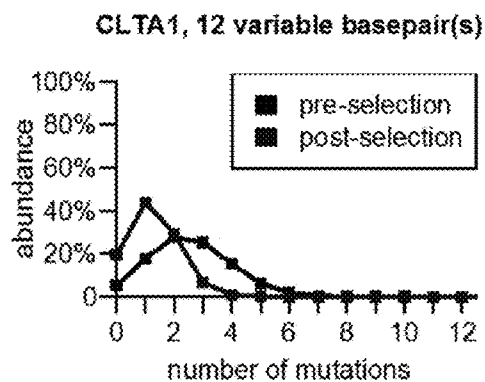 CLTA1, 12 variable basepair(s)
100%
80%
60%
40%
20%
0
abundance
pre-selection
post-selection
0 2 4 6 8 10 12
number of mutations